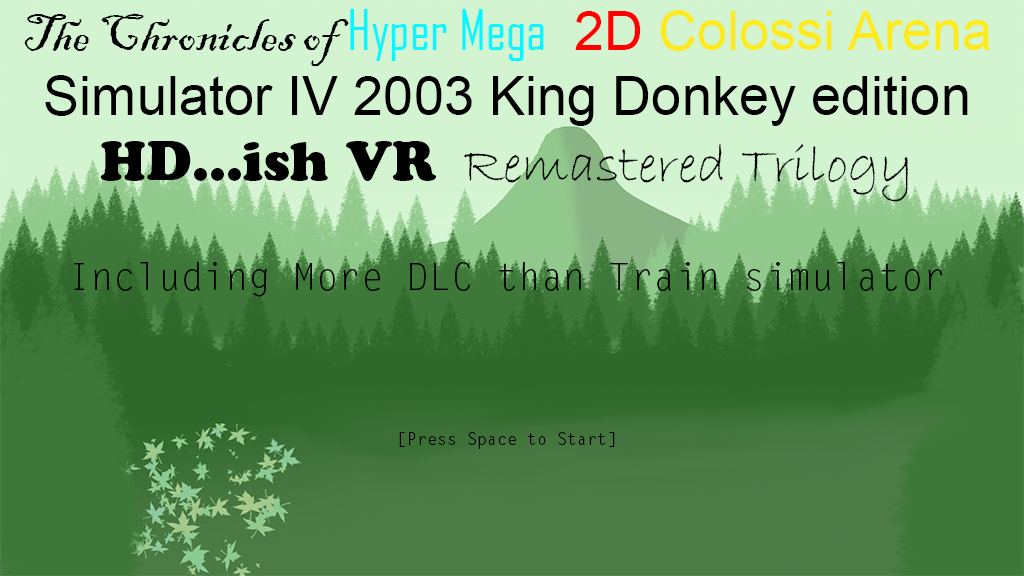 The Chronicles of Hyper Mega 2D Colossi Arena
Simulator IV 2003 King Donkey edition
HD...ish VR Remastered Trilogy
Including More DLC than Train simulator
[Press Space to Start]